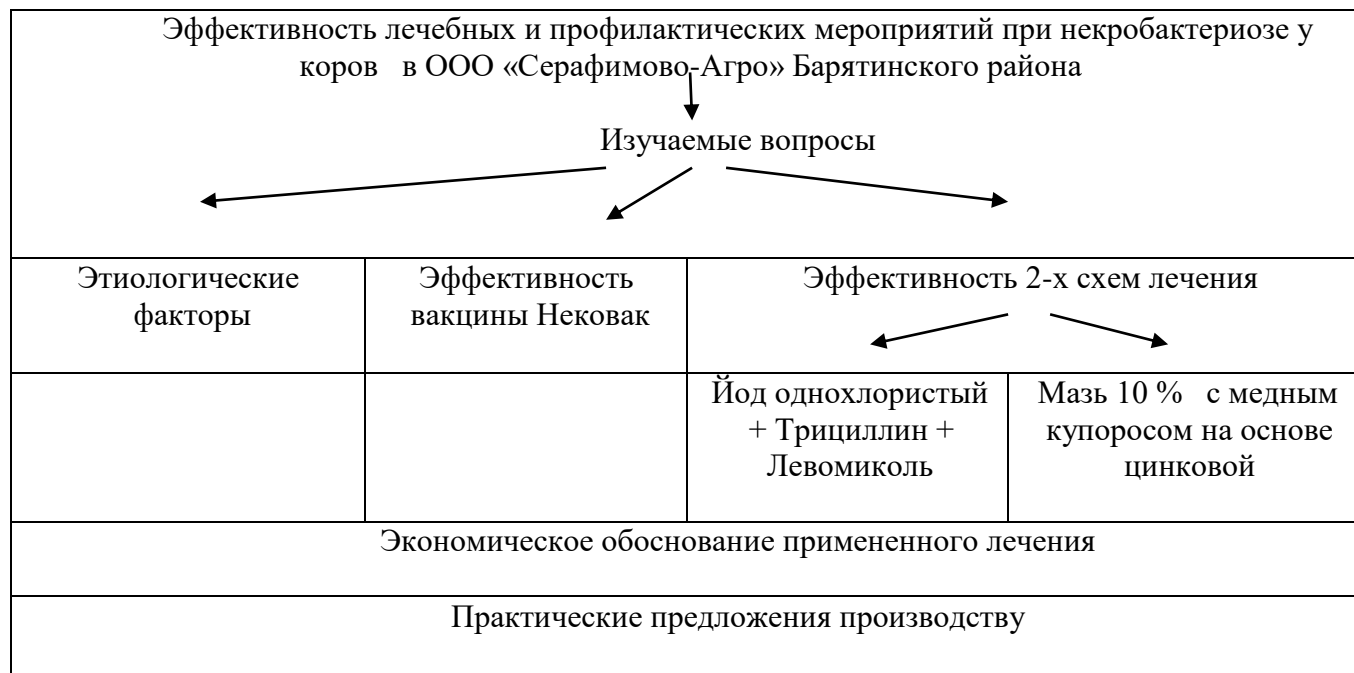 Эффективность лечебных и профилактических мероприятий при некробактериозе у
коров в ООО «Серафимово-Агро» Барятинского района
Изучаемые вопросы
Этиологические
факторы
Эффективность
вакцины Нековак
Эффективность 2-х схем лечения
Йод однохлористый
+ Трициллин +
Левомиколь
Мазь 10 % с медным
купоросом на основе
цинковой
Экономическое обоснование примененного лечения
Практические предложения производству